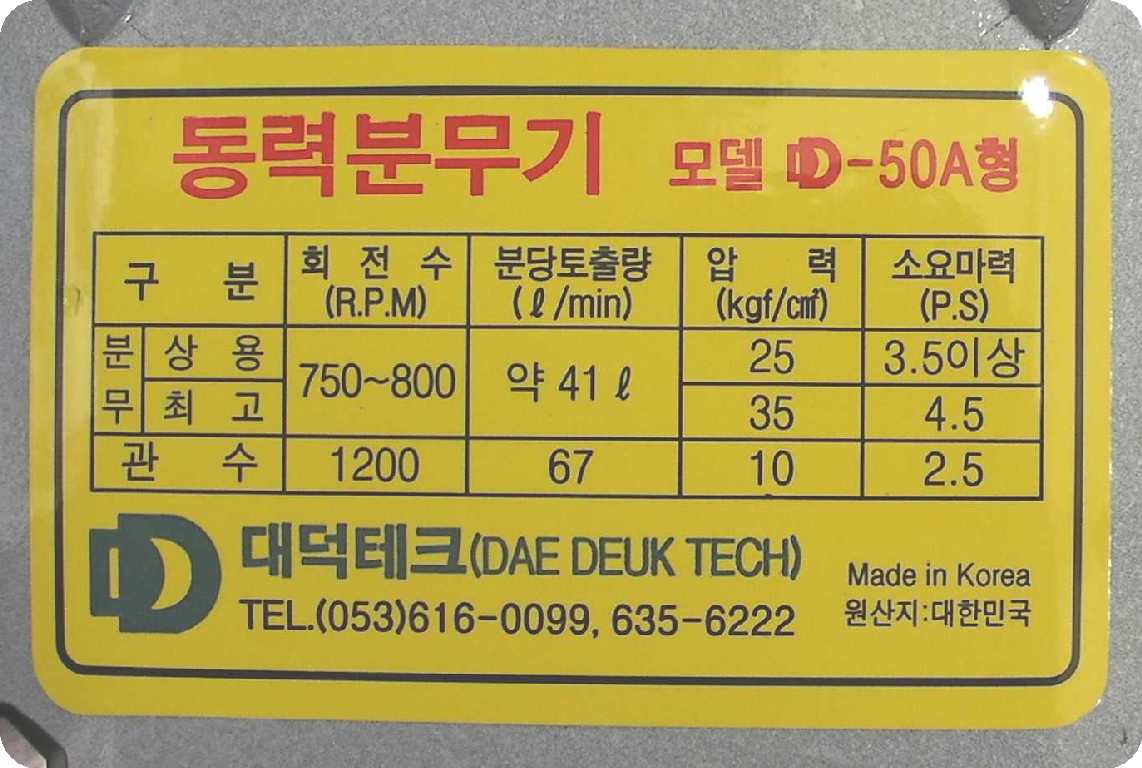 동력분무기 모델 DD-50A형
구 분 회 전 수 (R.P.M) 분당토출량 (ℓ/min) 압 력 (kgf/㎠) 소요마력 (P.S)
분무 상 용 750~800 약 41 ℓ 25 3.5이상
최 고 35 4.5
관 수 1200 67 10 2.5
대덕테크(DAE DEUK TECH)
TEL.(053)616-0099, 635-6222
Made in Korea
원산지:대한민국